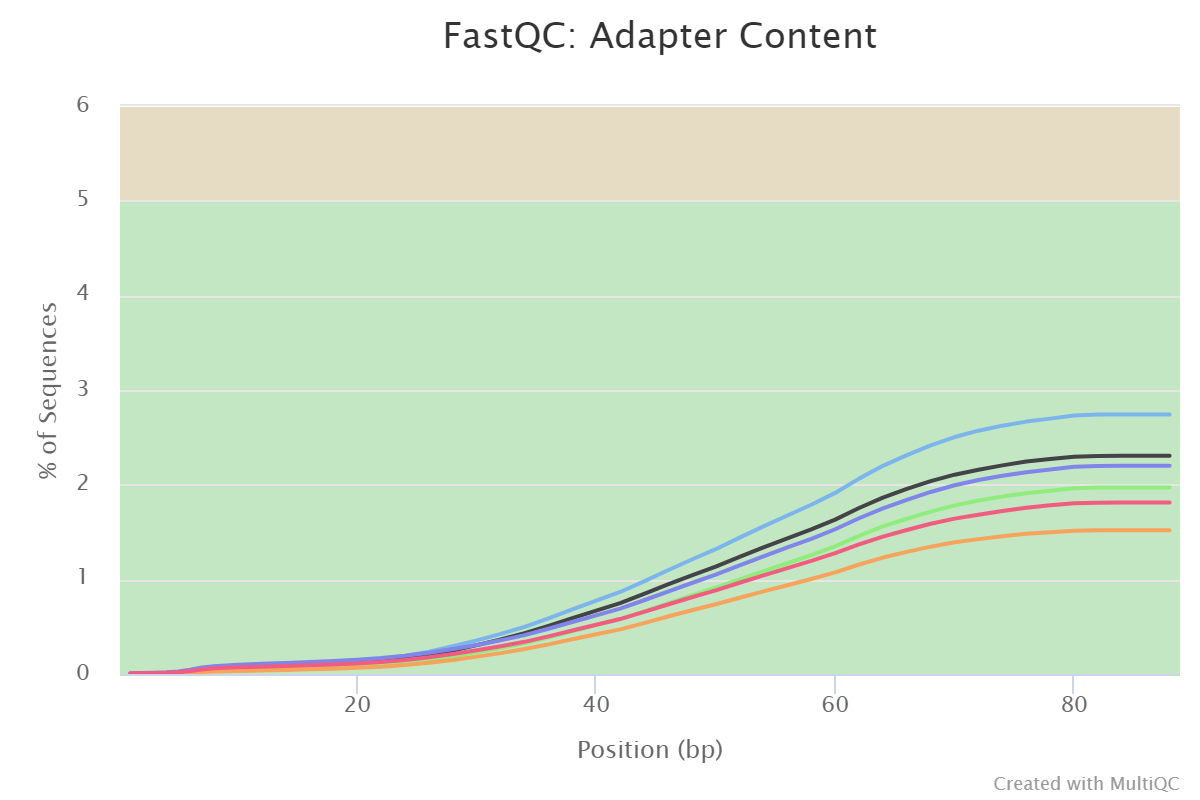 FastQC: Adapter Content
6
5
4
3
2
1
0
% of Sequences
20 40 60 80
Position (bp)
Created with MultiQC